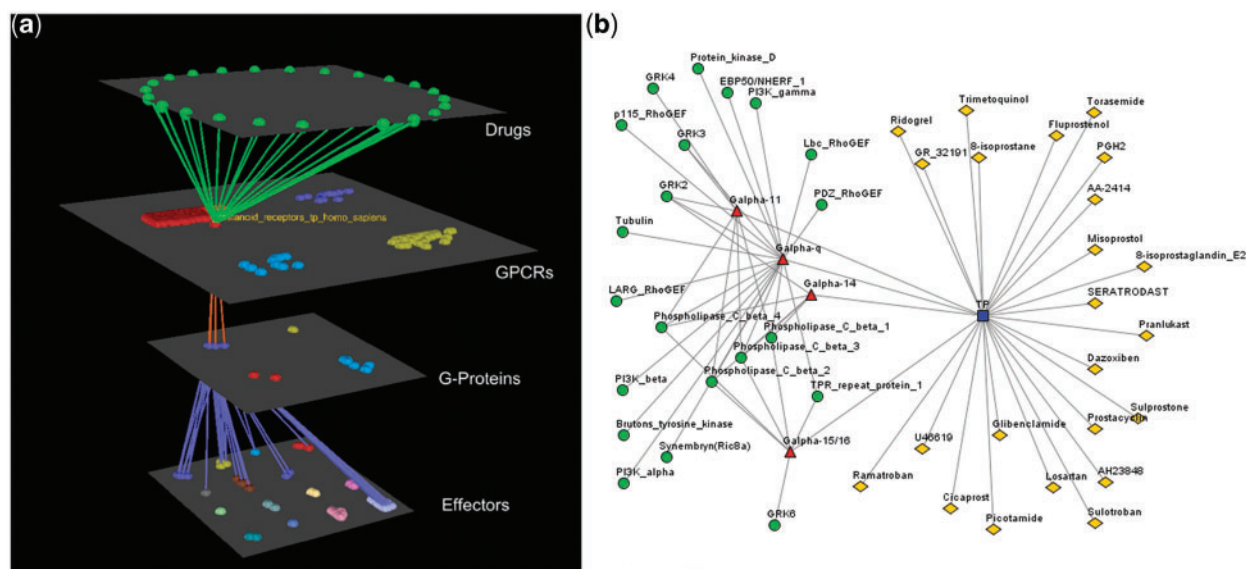 (a)
Drugs
anoid_receptors_tp_homo_sapiens
GPCRs
G-Proteins
Effectors
(b)
Protein_kinase_D
GRK4
EBP50/NHERF_1
PI3K_gamma
p115_RhoGEF
GRK3
Lbc_RhoGEF
GRK2
PDZ_RhoGEF
Galpha-11
Tubulin
Galpha-q
Galpha-14
LARG_RhoGEF
Phospholipase_C_beta_4
Phospholipase_C_beta_1
Phospholipase_C_beta_3
Phospholipase_C_beta_2
PI3K_beta
TPR_repeat_protein_1
Brutons_tyrosine_kinase
Synembryn(Ric8a)
Galpha-15/16
PI3K_alpha
GRK6
Trimetoquinol
Torasemide
Ridogrel
Fluprostenol
GR_32191
8-isoprostane
PGH2
AA-2414
Misoprostol
8-isoprostaglandin_E2
TP
SERATRODAST
Pranlukast
Dazoxiben
Sulprostone
Prostacyclin
Glibenclamide
U46619
Ramatroban
Losartan
AH23848
Cicaprost
Picotamide
Sulotroban